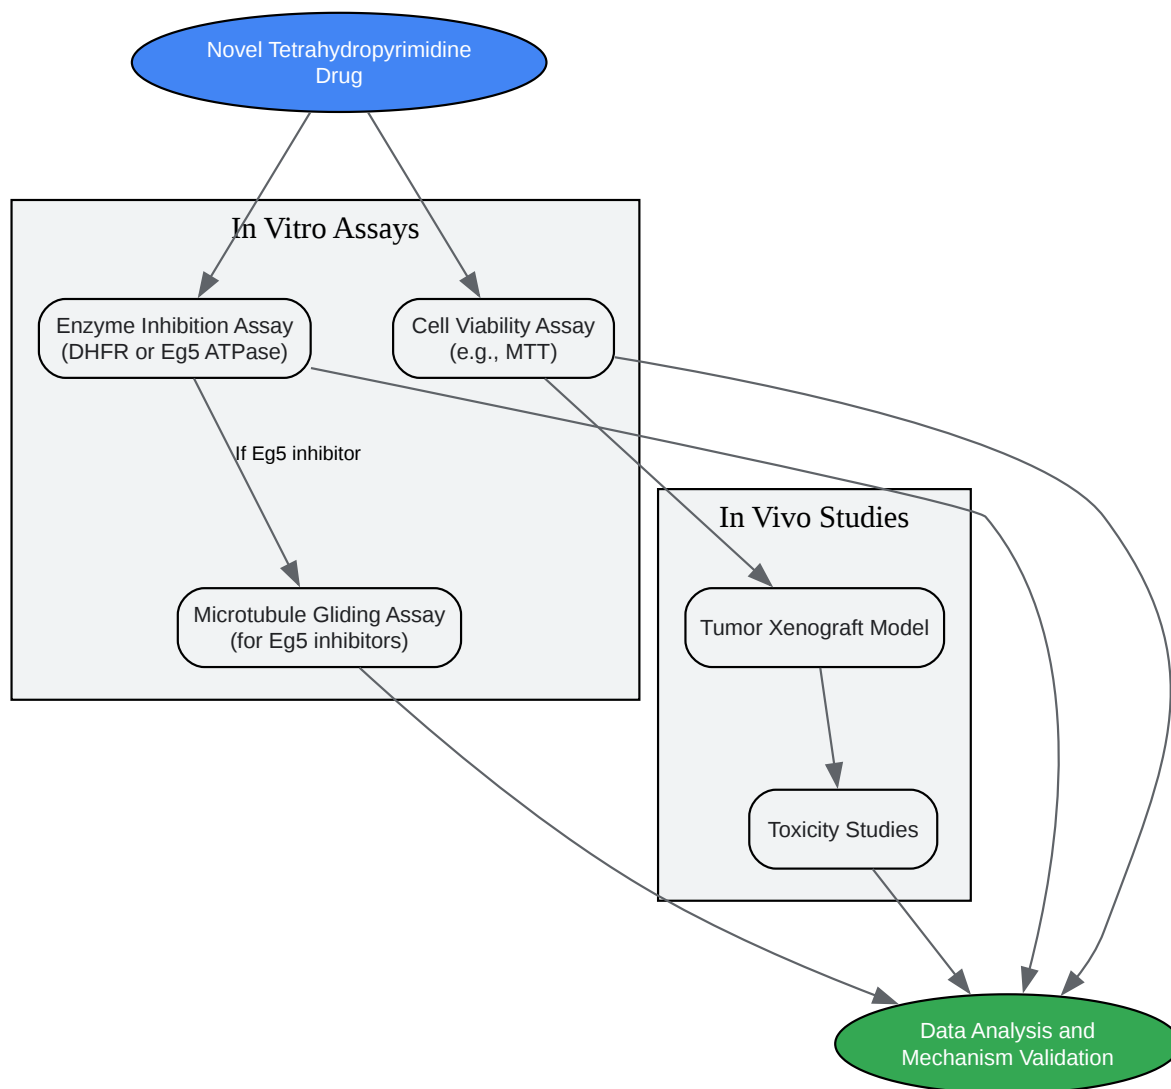 Novel Tetrahydropyrimidine
Drug
In Vitro Assays
Enzyme Inhibition Assay
(DHFR or Eg5 ATPase)
Cell Viability Assay
(e.g., MTT)
If Eg5 inhibitor
In Vivo Studies
Microtubule Gliding Assay
(for Eg5 inhibitors)
Tumor Xenograft Model
Toxicity Studies
Data Analysis and
Mechanism Validation